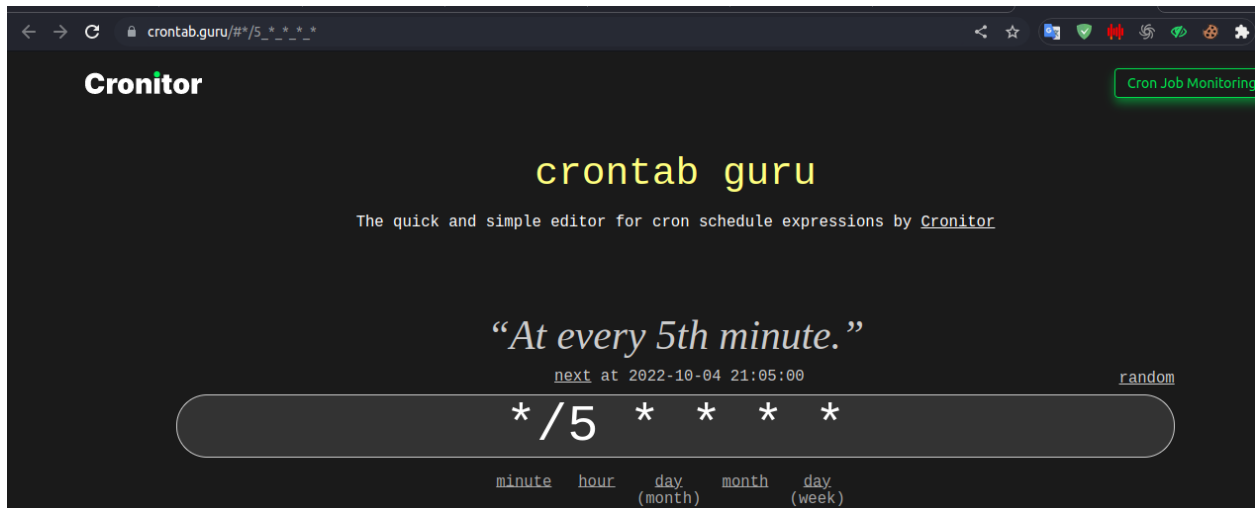 crontab.guru/#*/5_*_*_*_*
Cronitor
Cron Job Monitoring
crontab guru
The quick and simple editor for cron schedule expressions by Cronitor
“At every 5th minute.”
next at 2022-10-04 21:05:00
random
*/5 * * * *
minute hour day month day
(month) (week)